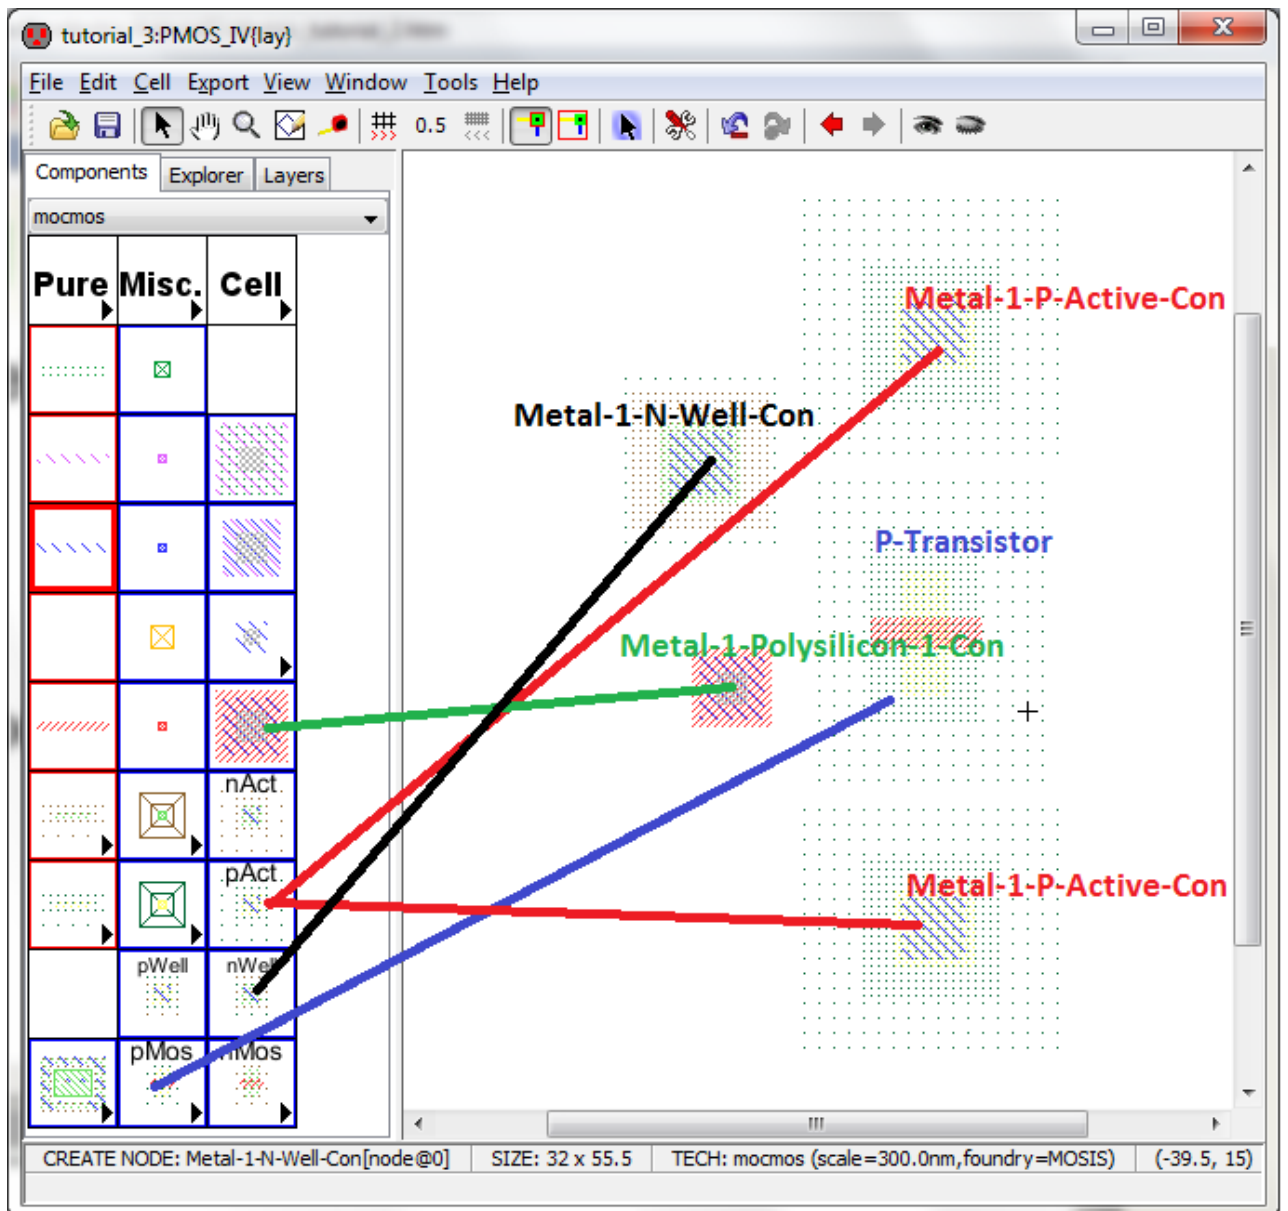 tutorial_3:PMOS_IV{lay}
File Edit Cell Export View Window Tools Help
0.5
Components Explorer Layers
mocmos
Pure Misc. Cell
Metal-1-P-Active-Con
Metal-1-N-Well-Con
P-Transistor
Metal-1-Polysilicon-1-Con
nAct
pAct
Metal-1-P-Active-Con
pWell nWell
pMos nMos
CREATE NODE: Metal-1-N-Well-Con[node@0] SIZE: 32 x 55.5 TECH: mocmos (scale=300.0nm,foundry=MOSIS) (-39.5, 15)